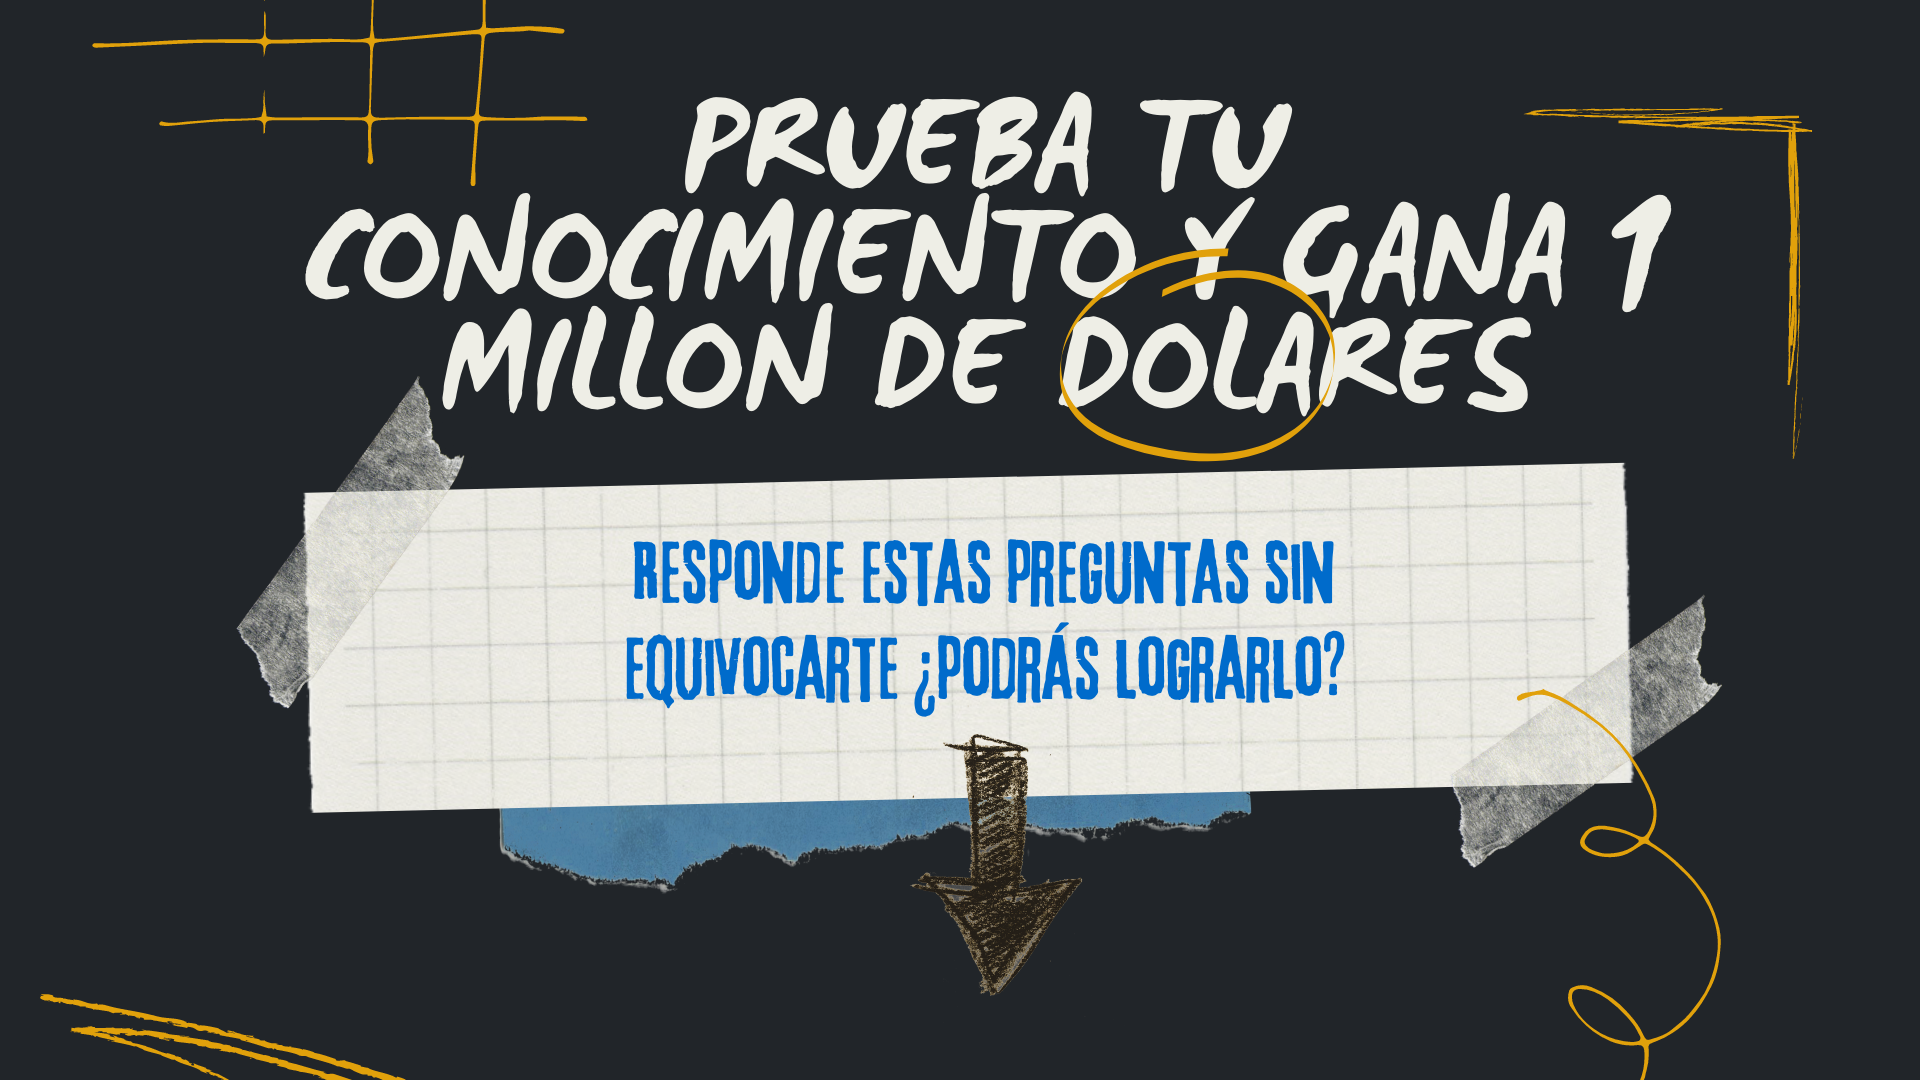 PRUEBA TU
CONOCIMIENTO Y GANA 1
MILLON DE DOLARES
RESPONDE ESTAS PREGUNTAS SIN
EQUIVOCARTE ¿PODRÁS LOGRARLO?